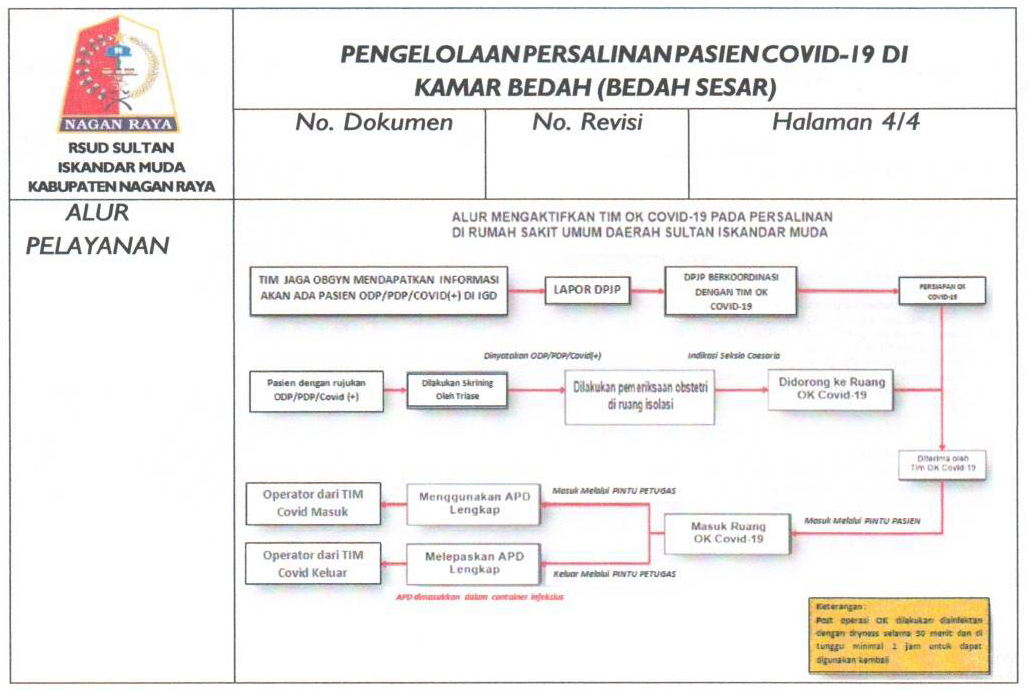 NAGAN RAYA
RSUD SULTAN
ISKANDAR MUDA
KABUPATEN NAGAN RAYA
PENGELOLAAN PERSALINAN PASIEN COVID-19 DI
KAMAR BEDAH (BEDAH SESAR)
No. Dokumen
No. Revisi
Halaman 4/4
ALUR
PELAYANAN
ALUR MENGAKTIFKAN TIM OK COVID-19 PADA PERSALINAN
DI RUMAH SAKIT UMUM DAERAH SULTAN ISKANDAR MUDA
TIM JAGA OBGYN MENDAPATKAN INFORMASI
AKAN ADA PASIEN ODP/PDP/COVID(+) DI IGD
LAPOR DPJP
DPJP BERKOORDINASI
DENGAN TIM OK
COVID-19
PERSIAPAN OK
COVID-19
Dinyatakan ODP/PDP/Covid(+)
Indikasi Seksio Caesaria
Pasien dengan rujukan
ODP/PDP/Covid (+)
Dilakukan Skrining
Oleh Triase
Dilakukan pemeriksaan obstetri
di ruang isolasi
Didorong ke Ruang
OK Covid-19
Diterima oleh
Tim OK Covid-19
Masuk Melalui PINTU PASIEN
Masuk Ruang
OK Covid-19
Masuk Melalui PINTU PETUGAS
Menggunakan APD
Lengkap
Operator dari TIM
Covid Masuk
Keluar Melalui PINTU PETUGAS
Melepaskan APD
Lengkap
Operator dari TIM
Covid Keluar
APD dimasukkan dalam container infeksius
Keterangan :
Post operasi OK dilakukan disinfektan
dengan dryness selama 30 menit dan di
tunggu minimal 1 jam untuk dapat
digunakan kembali